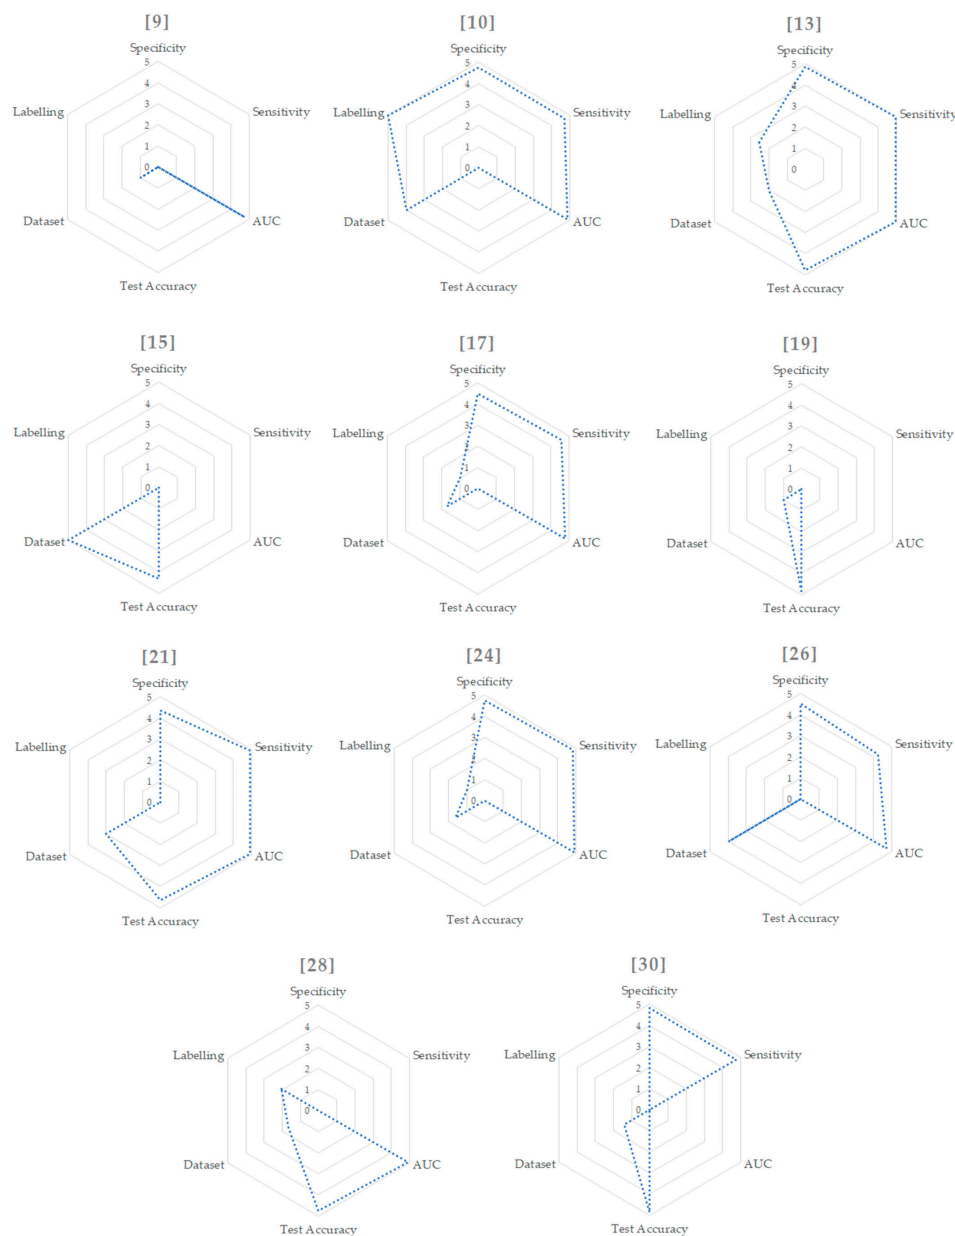 [9]
Specificity
5
4
3
2
1
0
Labelling
Sensitivity
Dataset
AUC
Test Accuracy
[10]
Specificity
5
4
3
2
1
0
Labelling
Sensitivity
Dataset
AUC
Test Accuracy
[13]
Specificity
5
4
3
2
1
0
Labelling
Sensitivity
Dataset
AUC
Test Accuracy
[15]
Specificity
5
4
3
2
1
0
Labelling
Sensitivity
Dataset
AUC
Test Accuracy
[17]
Specificity
5
4
3
2
1
0
Labelling
Sensitivity
Dataset
AUC
Test Accuracy
[19]
Specificity
5
4
3
2
1
0
Labelling
Sensitivity
Dataset
AUC
Test Accuracy
[21]
Specificity
5
4
3
2
1
0
Labelling
Sensitivity
Dataset
AUC
Test Accuracy
[24]
Specificity
5
4
3
2
1
0
Labelling
Sensitivity
Dataset
AUC
Test Accuracy
[26]
Specificity
5
4
3
2
1
0
Labelling
Sensitivity
Dataset
AUC
Test Accuracy
[28]
Specificity
5
4
3
2
1
0
Labelling
Sensitivity
Dataset
AUC
Test Accuracy
[30]
Specificity
5
4
3
2
1
0
Labelling
Sensitivity
Dataset
AUC
Test Accuracy